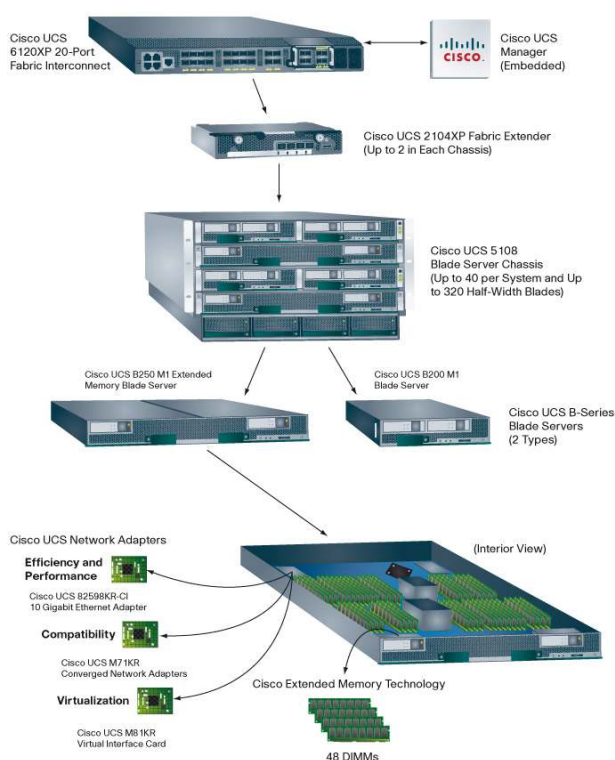 Cisco UCS
6120XP 20-Port
Fabric Interconnect
Cisco UCS
Manager
(Embedded)
CISCO.
Cisco UCS 2104XP Fabric Extender
(Up to 2 in Each Chassis)
Cisco UCS 5108
Blade Server Chassis
(Up to 40 per System and Up
to 320 Half-Width Blades)
Cisco UCS B250 M1 Extended
Memory Blade Server
Cisco UCS B200 M1
Blade Server
Cisco UCS B-Series
Blade Servers
(2 Types)
Cisco UCS Network Adapters
(Interior View)
Efficiency and
Performance
Cisco UCS 82598KR-CI
10 Gigabit Ethernet Adapter
Compatibility
Cisco UCS M71KR
Converged Network Adapters
Virtualization
Cisco UCS M81KR
Virtual Interface Card
Cisco Extended Memory Technology
48 DIMMs